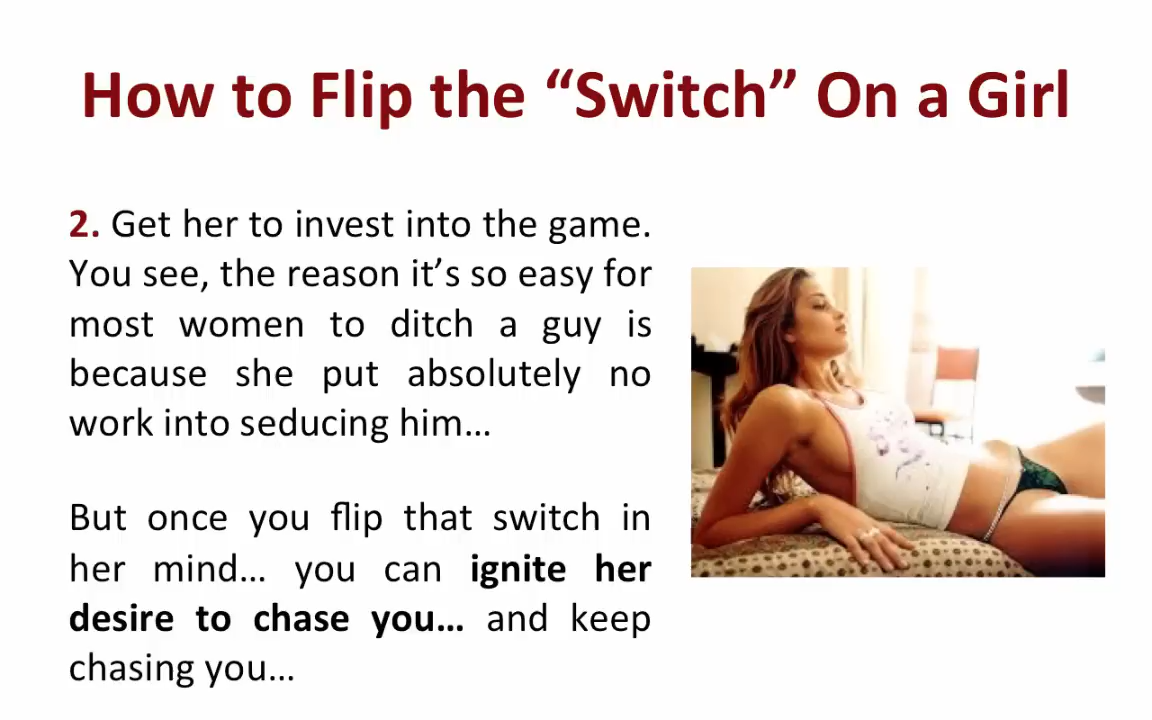 How to Flip the “Switch” On a Girl
2. Get her to invest into the game.
You see, the reason it’s so easy for
most women to ditch a guy is
because she put absolutely no
work into seducing him…
But once you flip that switch in
her mind… you can ignite her
desire to chase you… and keep
chasing you…